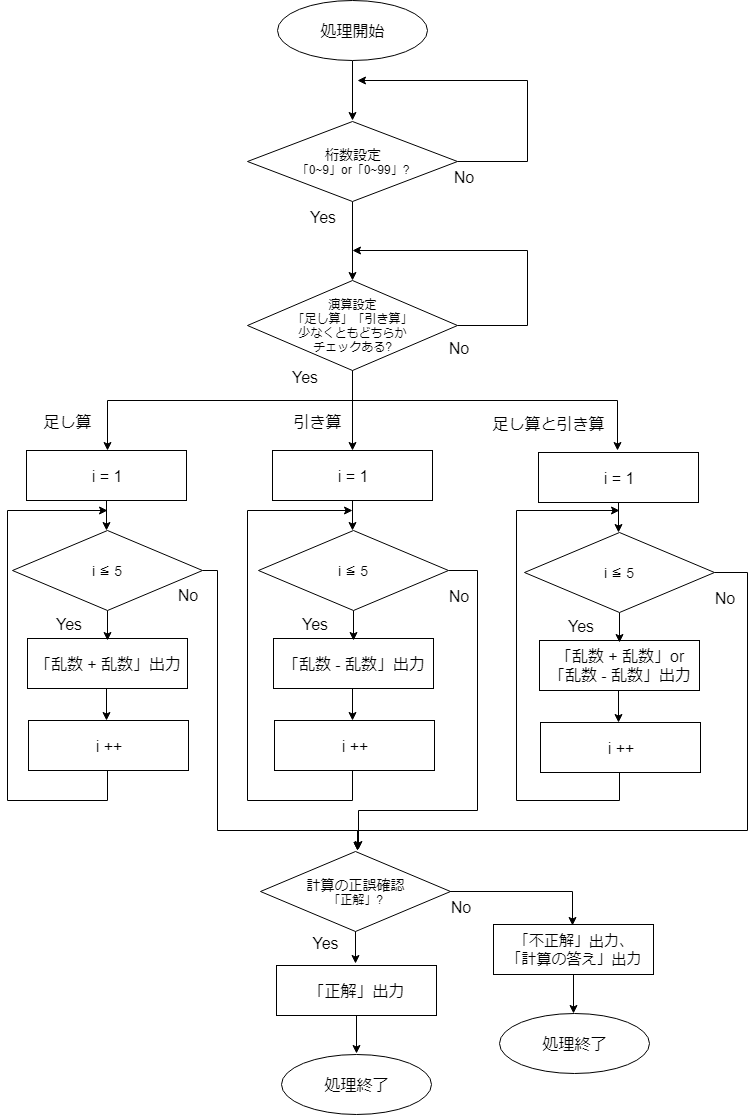 処理開始
桁数設定
「0~9」or「0~99」?
No
Yes
演算設定
「足し算」「引き算」
少なくともどちらか
チェックある?
No
Yes
足し算
引き算
足し算と引き算
i = 1
i = 1
i = 1
i ≦ 5
i ≦ 5
i ≦ 5
No
No
No
Yes
Yes
Yes
「乱数 + 乱数」出力
「乱数 - 乱数」出力
「乱数 + 乱数」or
「乱数 - 乱数」出力
i ++
i ++
i ++
計算の正誤確認
「正解」?
No
Yes
「不正解」出力、
「計算の答え」出力
「正解」出力
処理終了
処理終了